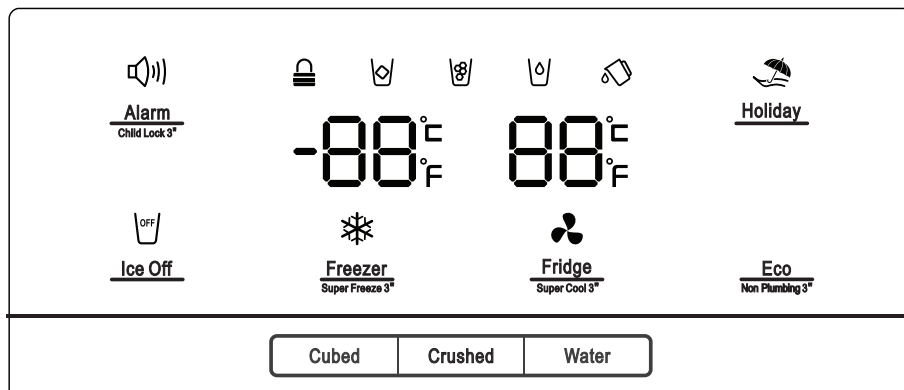 Alarm
Child Lock 3"
-88°C
°F
88°C
°F
Holiday
OFF
Ice Off
Freezer
Super Freeze 3"
Fridge
Super Cool 3"
Eco
Non Plumbing 3"
Cubed
Crushed
Water